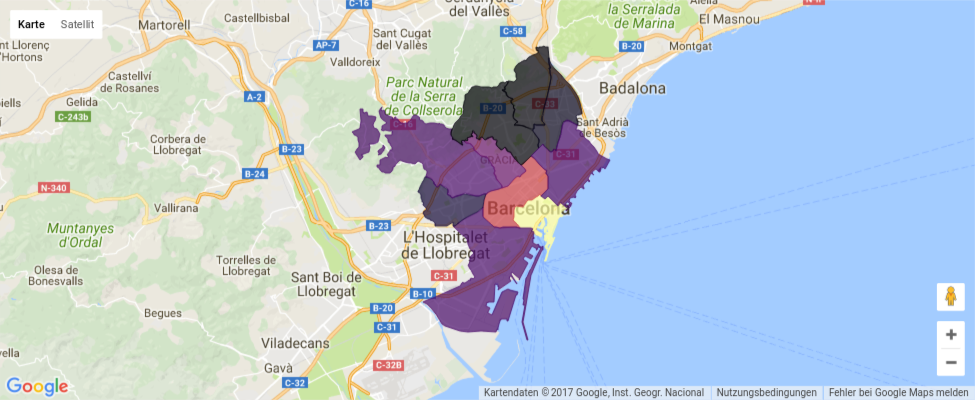 Karte
Satellit
Martorell
C-16
Castellbisbal
Cerdanyola
del Vallès
la Serralada
de Marina
Alella
N-II
El Masnou
nt Llorenç
'Hortons
AP-7
Sant Cugat
del Vallès
C-58
B-20
Montgat
Valldoreix
Castellví
de Rosanes
iells
Gelida
A-2
Parc Natural
de la Serra
de Collserola
B-20
C-33
Badalona
C-243b
C-16
Sant Adrià
de Besòs
Corbera de
Llobregat
B-23
GRÀCIA
C-31
B-24
N-340
Vallirana
Barcelona
Muntanyes
d'Ordal
B-23
L'Hospitalet
de Llobregat
Olesa de
Bonesvalls
Torrelles de
Llobregat
Sant Boi de
Llobregat
C-31
B-10
Begues
B-20
C-31
vella
Viladecans
Gavà
C-32B
C-32
Google
Kartendaten © 2017 Google, Inst. Geogr. Nacional
Nutzungsbedingungen
Fehler bei Google Maps melden